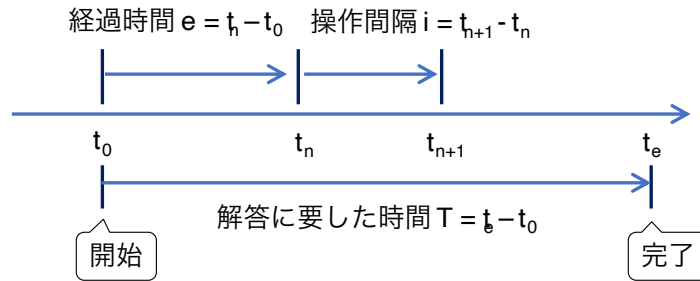 経過時間 e = tn – t0 操作間隔 i = tn+1 - tn
t0 tn tn+1 te
解答に要した時間 T = te – t0
開始 完了